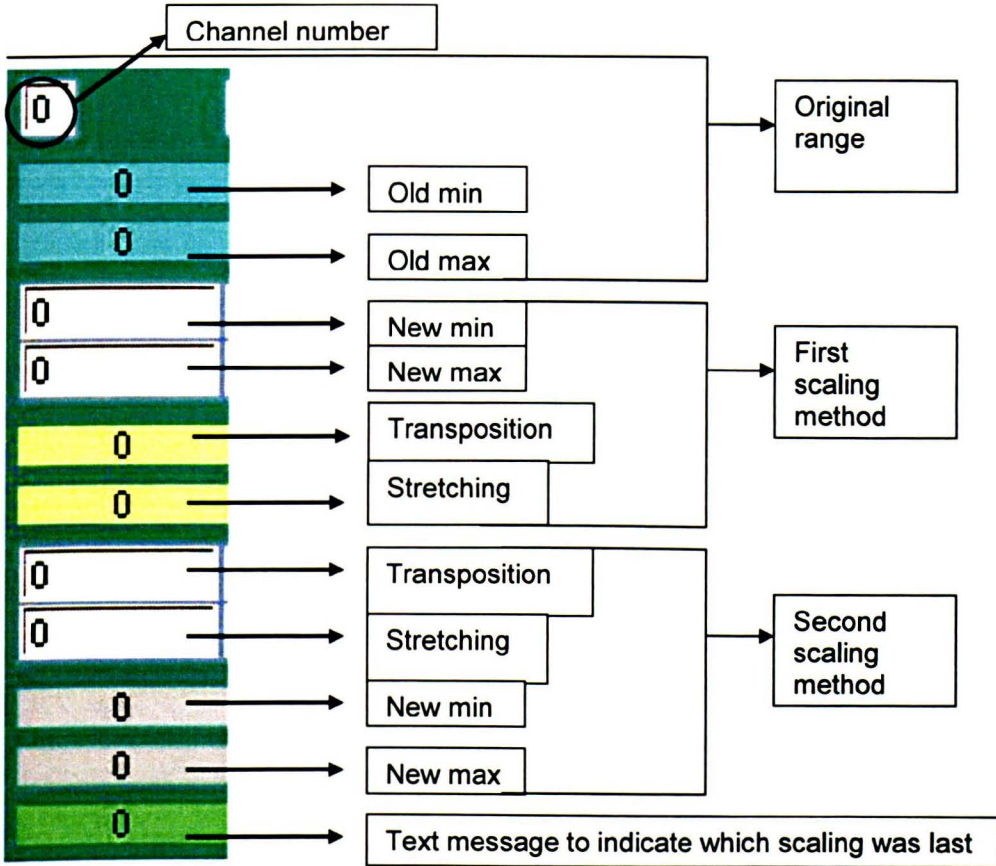 Channel number
0
Original
range
0
Old min
0
Old max
0
New min
0
New max
First
scaling
method
0
Transposition
0
Stretching
0
Transposition
0
Stretching
Second
scaling
method
0
New min
0
New max
0
Text message to indicate which scaling was last